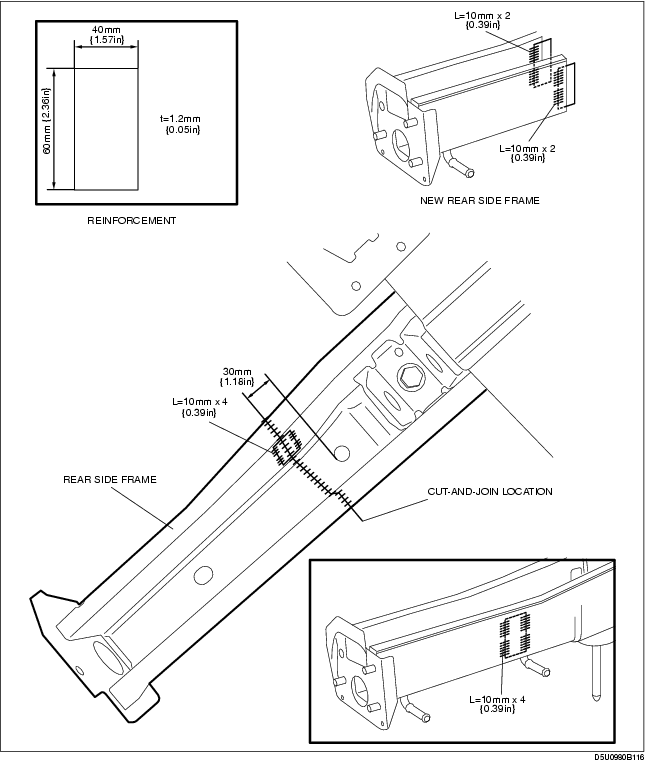 40mm
{1.57in}
60mm {2.36in}
t=1.2mm
{0.05in}
REINFORCEMENT
L=10mm x 2
{0.39in}
L=10mm x 2
{0.39in}
NEW REAR SIDE FRAME
30mm
{1.18in}
L=10mm x 4
{0.39in}
REAR SIDE FRAME
CUT-AND-JOIN LOCATION
L=10mm x 4
{0.39in}
D5U0980B116